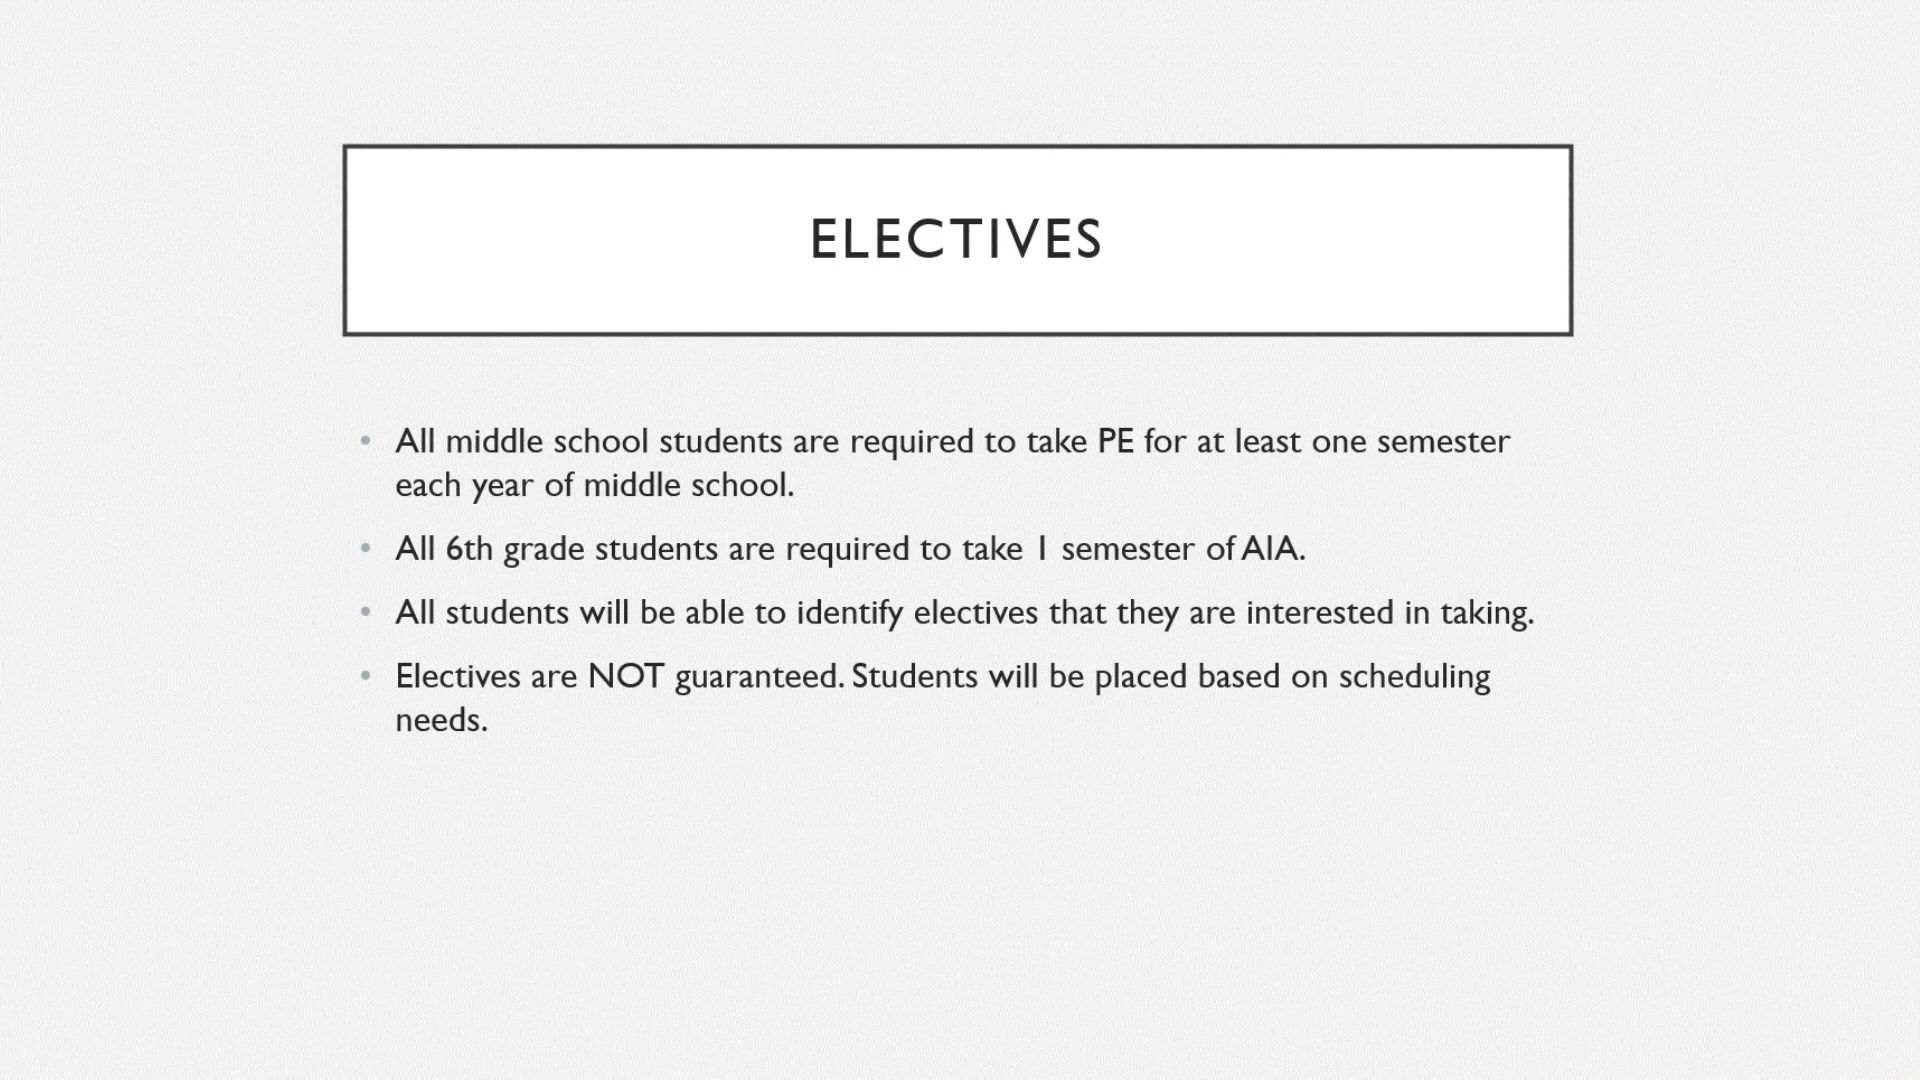 ELECTIVES
• All middle school students are required to take PE for at least one semester
each year of middle school.
• All 6th grade students are required to take 1 semester of AIA.
• All students will be able to identify electives that they are interested in taking.
• Electives are NOT guaranteed. Students will be placed based on scheduling
needs.